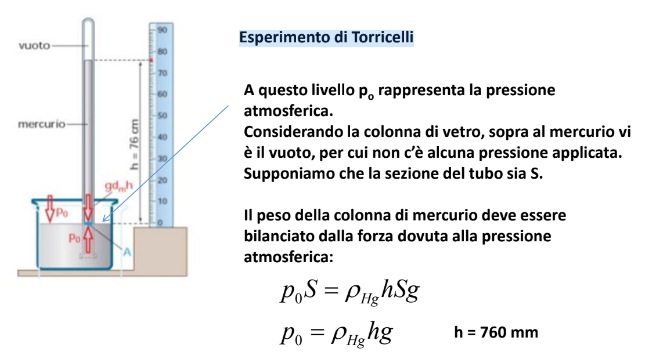 Esperimento di Torricelli
vuoto
mercurio
h = 76 cm
gdₘh
p₀
p₀
A
90
80
70
60
50
40
30
20
10
0
A questo livello pₒ rappresenta la pressione
atmosferica.
Considerando la colonna di vetro, sopra al mercurio vi
è il vuoto, per cui non c'è alcuna pressione applicata.
Supponiamo che la sezione del tubo sia S.
Il peso della colonna di mercurio deve essere
bilanciato dalla forza dovuta alla pressione
atmosferica:
p₀S = ρ_Hg hSg
p₀ = ρ_Hg hg
h = 760 mm